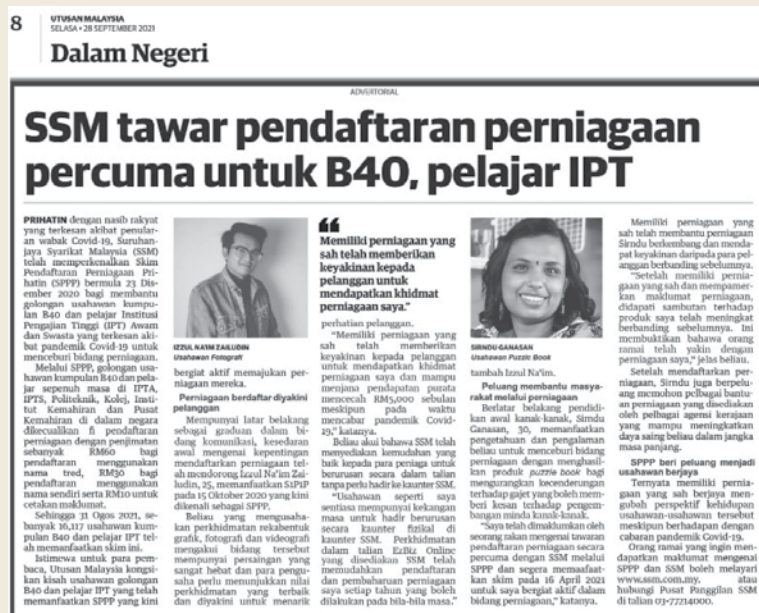 8
UTUSAN MALAYSIA
SELASA • 28 SEPTEMBER 2021
Dalam Negeri
ADVERTORIAL
SSM tawar pendaftaran perniagaan
percuma untuk B40, pelajar IPT
PRIHATIN dengan nasib rakyat
yang terkesan akibat penular-
an wabak Covid-19, Suruhan-
jaya Syarikat Malaysia (SSM)
telah memperkenalkan Skim
Pendaftaran Perniagaan Pri-
hatin (SPPP) bermula 23 Dis-
ember 2020 bagi membantu
golongan usahawan kumpu-
lan B40 dan pelajar Institusi
Pengajian Tinggi (IPT) Awam
dan Swasta yang terkesan aki-
bat pandemik Covid-19 untuk
menceburi bidang perniagaan.
Melalui SPPP, golongan usa-
hawan kumpulan B40 dan pela-
jar sepenuh masa di IPTA,
IPTS, Politeknik, Kolej, Insti-
tut Kemahiran dan Pusat
Kemahiran di dalam negara
dikecualikan fi pendaftaran
perniagaan dengan penjimatan
sebanyak RM60 bagi
pendaftaran menggunakan
nama tred, RM30 bagi
pendaftaran menggunakan
nama sendiri serta RM10 untuk
cetakan maklumat.
Sehingga 31 Ogos 2021, se-
banyak 16,117 usahawan kum-
pulan B40 dan pelajar IPT tel-
ah memanfaatkan skim ini.
Istimewa untuk para pem-
baca, Utusan Malaysia kongsi-
kan kisah usahawan golongan
B40 dan pelajar IPT yang telah
memanfaatkan SPPP yang kini
IZZUL NA'IM ZAILUDIN
Usahawan Fotografi
bergiat aktif memajukan per-
niagaan mereka.
Perniagaan berdaftar diyakini
pelanggan
Mempunyai latar belakang
sebagai graduan dalam bi-
dang komunikasi, kesedaran
awal mengenai kepentingan
mendaftarkan perniagaan tel-
ah mendorong Izzul Na'im Zai-
ludin, 25, memanfaatkan S1P1P
pada 15 Oktober 2020 yang kini
dikenali sebagai SPPP.
Beliau yang mengusaha-
kan perkhidmatan rekabentuk
grafik, fotografi dan videografi
mengakui bidang tersebut
mempunyai persaingan yang
sangat hebat dan para pengu-
saha perlu menunjukkan nilai
perkhidmatan yang terbaik
dan diyakini untuk menarik
“
Memiliki perniagaan yang
sah telah memberikan
keyakinan kepada
pelanggan untuk
mendapatkan khidmat
perniagaan saya.”
perhatian pelanggan.
“Memiliki perniagaan yang
sah telah memberikan
keyakinan kepada pelanggan
untuk mendapatkan khidmat
perniagaan saya dan mampu
menjana pendapatan purata
mencecah RM5,000 sebulan
meskipun pada waktu
mencabar pandemik Covid-
19,” katanya.
Beliau akui bahawa SSM telah
menyediakan kemudahan yang
baik kepada para peniaga untuk
berurusan secara dalam talian
tanpa perlu hadir ke kaunter SSM.
“Usahawan seperti saya
sentiasa mempunyai kekangan
masa untuk hadir berurusan
secara kaunter fizikal di
kaunter SSM. Perkhidmatan
dalam talian EzBiz Online
yang disediakan SSM telah
memudahkan pendaftaran
dan pembaharuan perniagaan
saya setiap tahun yang boleh
dilakukan pada bila-bila masa.”
SIRNDU GANASAN
Usahawan Puzzle Book
tambah Izzul Na'im.
Peluang membantu masya-
rakat melalui perniagaan
Berlatar belakang pendidi-
kan awal kanak-kanak, Sirndu
Ganasan, 30, memanfaatkan
pengetahuan dan pengalaman
beliau untuk menceburi bidang
perniagaan dengan menghasil-
kan produk puzzle book bagi
mengurangkan kecenderungan
terhadap gajet yang boleh mem-
beri kesan terhadap pengem-
bangan minda kanak-kanak.
“Saya telah dimaklumkan oleh
seorang rakan mengenai tawaran
pendaftaran perniagaan secara
percuma dengan SSM melalui
SPPP dan segera memaafaat-
kan skim pada 16 April 2021
untuk saya bergiat aktif dalam
bidang perniagaan,” katanya.
Memiliki perniagaan yang
sah telah membantu perniagaan
Sirndu berkembang dan menda-
pat keyakinan daripada para pel-
anggan berbanding sebelumnya.
“Setelah memiliki pernia-
gaan yang sah dan mempamer-
kan maklumat perniagaan,
didapati sambutan terhadap
produk saya telah meningkat
berbanding sebelumnya. Ini
membuktikan bahawa orang
ramai telah yakin dengan
perniagaan saya,” jelas beliau.
Setelah mendaftarkan per-
niagaan, Sirndu juga berpelu-
ang memohon pelbagai bantu-
an perniagaan yang disediakan
oleh pelbagai agensi kerajaan
yang mampu meningkatkan
daya saing beliau dalam jangka
masa panjang.
SPPP beri peluang menjadi
usahawan berjaya
Ternyata memiliki pernia-
gaan yang sah berjaya men-
gubah perspektif kehidupan
usahawan-usahawan tersebut
meskipun berhadapan dengan
cabaran pandemik Covid-19.
Orang ramai yang ingin men-
dapatkan maklumat mengenai
SPPP dan SSM boleh melayari
www.ssm.com.my. atau
hubungi Pusat Panggilan SSM
di talian 03-77214000.